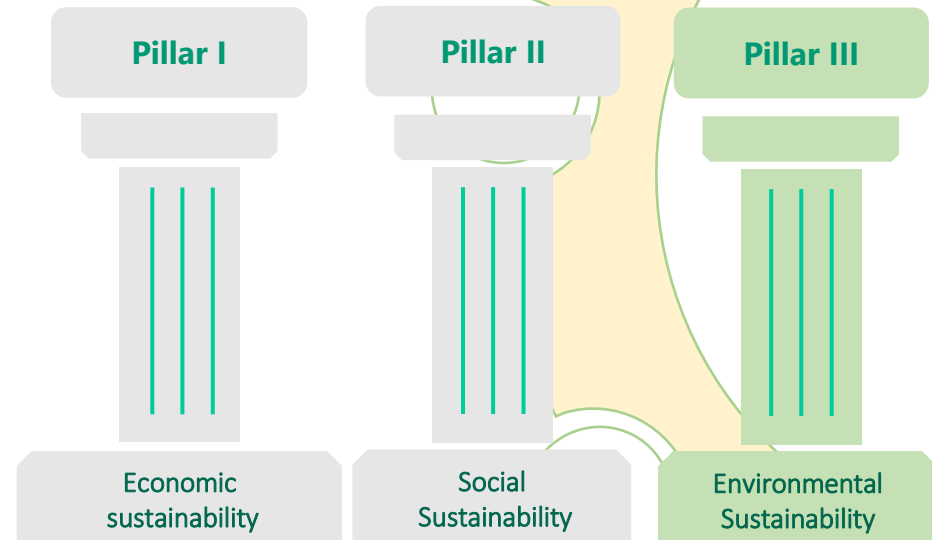 Pillar I
Pillar II
Pillar III
Economic
sustainability
Social
Sustainability
Environmental
Sustainability